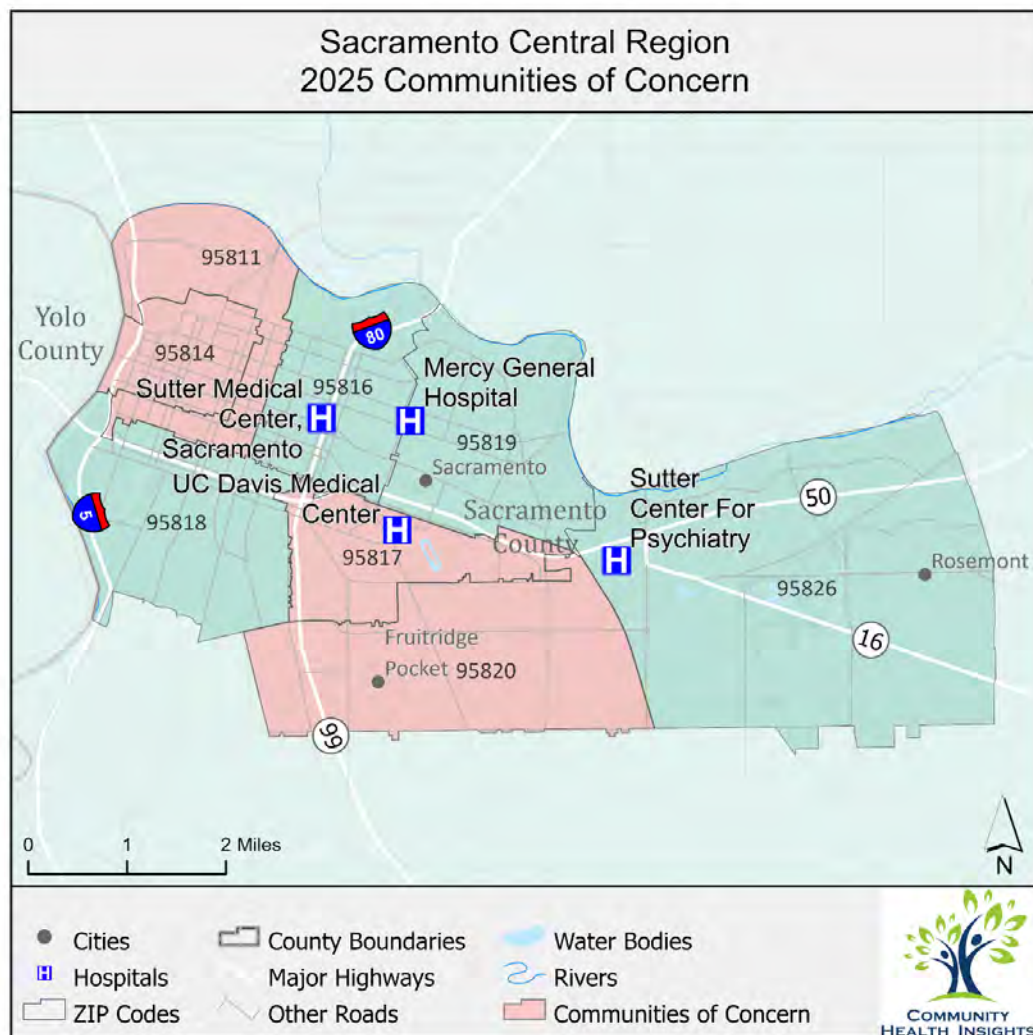 Sacramento Central Region
2025 Communities of Concern
95811
Yolo
County
95814
80
Mercy General
Hospital
Sutter Medical
Center,
Sacramento
95816
95819
Sacramento
UC Davis Medical
Center
Sacramento
County
Sutter
Center For
Psychiatry
50
5
95818
95817
Rosemont
95826
16
Fruitridge
Pocket
95820
99
0 1 2 Miles
N
Cities
County Boundaries
Water Bodies
H Hospitals
Major Highways
Rivers
ZIP Codes
Other Roads
Communities of Concern
COMMUNITY
HEALTH INSIGHTS
H
H
H
H